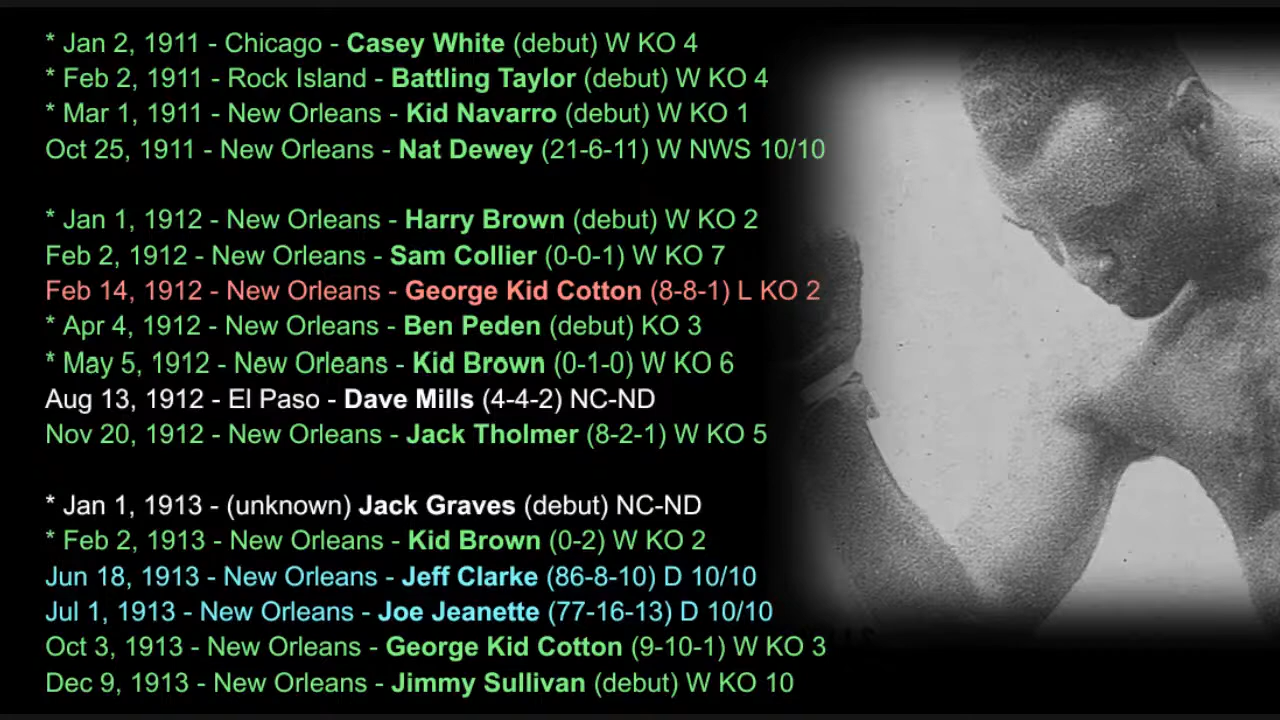 * Jan 2, 1911 - Chicago - Casey White (debut) W KO 4
* Feb 2, 1911 - Rock Island - Battling Taylor (debut) W KO 4
* Mar 1, 1911 - New Orleans - Kid Navarro (debut) W KO 1
Oct 25, 1911 - New Orleans - Nat Dewey (21-6-11) W NWS 10/10
* Jan 1, 1912 - New Orleans - Harry Brown (debut) W KO 2
Feb 2, 1912 - New Orleans - Sam Collier (0-0-1) W KO 7
Feb 14, 1912 - New Orleans - George Kid Cotton (8-8-1) L KO 2
* Apr 4, 1912 - New Orleans - Ben Peden (debut) KO 3
* May 5, 1912 - New Orleans - Kid Brown (0-1-0) W KO 6
Aug 13, 1912 - El Paso - Dave Mills (4-4-2) NC-ND
Nov 20, 1912 - New Orleans - Jack Tholmer (8-2-1) W KO 5
* Jan 1, 1913 - (unknown) Jack Graves (debut) NC-ND
* Feb 2, 1913 - New Orleans - Kid Brown (0-2) W KO 2
Jun 18, 1913 - New Orleans - Jeff Clarke (86-8-10) D 10/10
Jul 1, 1913 - New Orleans - Joe Jeanette (77-16-13) D 10/10
Oct 3, 1913 - New Orleans - George Kid Cotton (9-10-1) W KO 3
Dec 9, 1913 - New Orleans - Jimmy Sullivan (debut) W KO 10